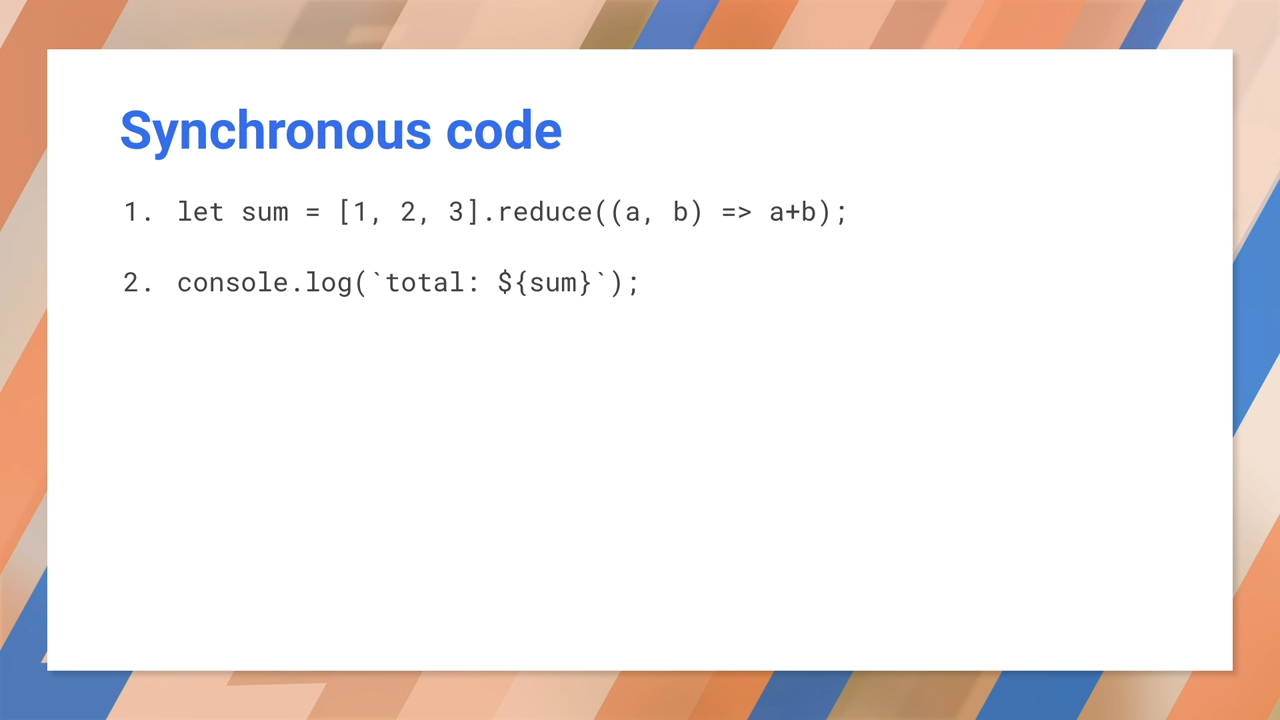 Synchronous code
1. let sum = [1, 2, 3].reduce((a, b) => a+b);
2. console.log(`total: ${sum}`);